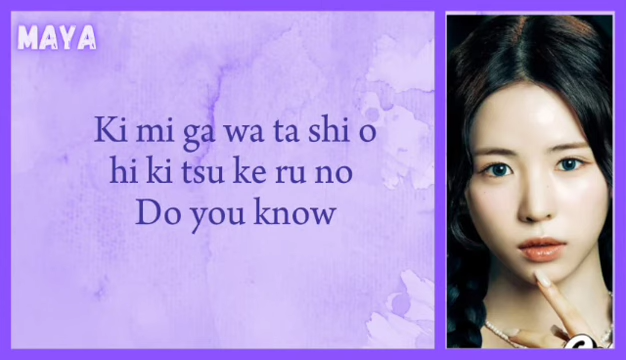 MAYA
Ki mi ga wa ta shi o
hi ki tsu ke ru no
Do you know